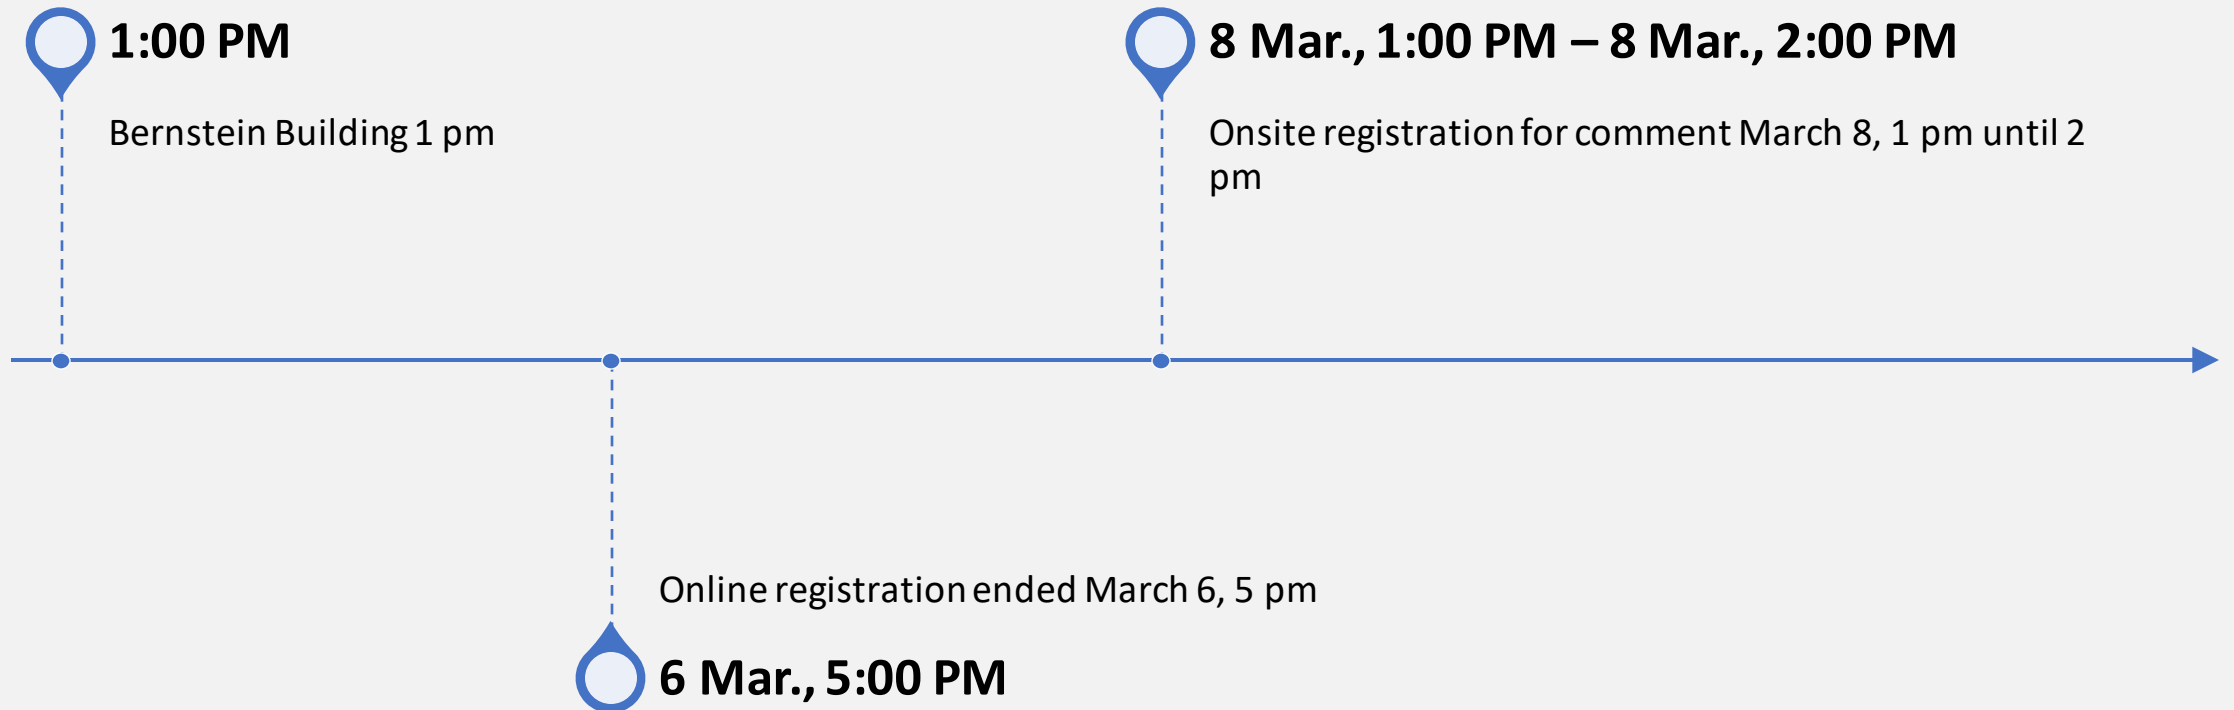 1:00 PM
Bernstein Building 1 pm
8 Mar., 1:00 PM – 8 Mar., 2:00 PM
Onsite registration for comment March 8, 1 pm until 2
pm
Online registration ended March 6, 5 pm
6 Mar., 5:00 PM